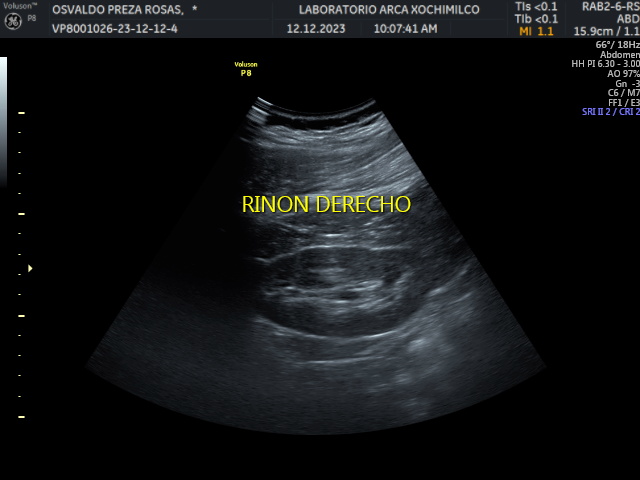 Voluson™
P8
OSVALDO PREZA ROSAS, *
VP8001026-23-12-12-4
LABORATORIO ARCA XOCHIMILCO
12.12.2023 10:07:41 AM
TIs <0.1
TIb <0.1
MI 1.1
RAB2-6-RS
ABD
15.9cm / 1.1
66°/ 18Hz
Abdomen
HH PI 6.30 - 3.00
AO 97%
Gn -3
C6 / M7
FF1 / E3
SRI II 2 / CRI 2
Voluson
P8
RINON DERECHO